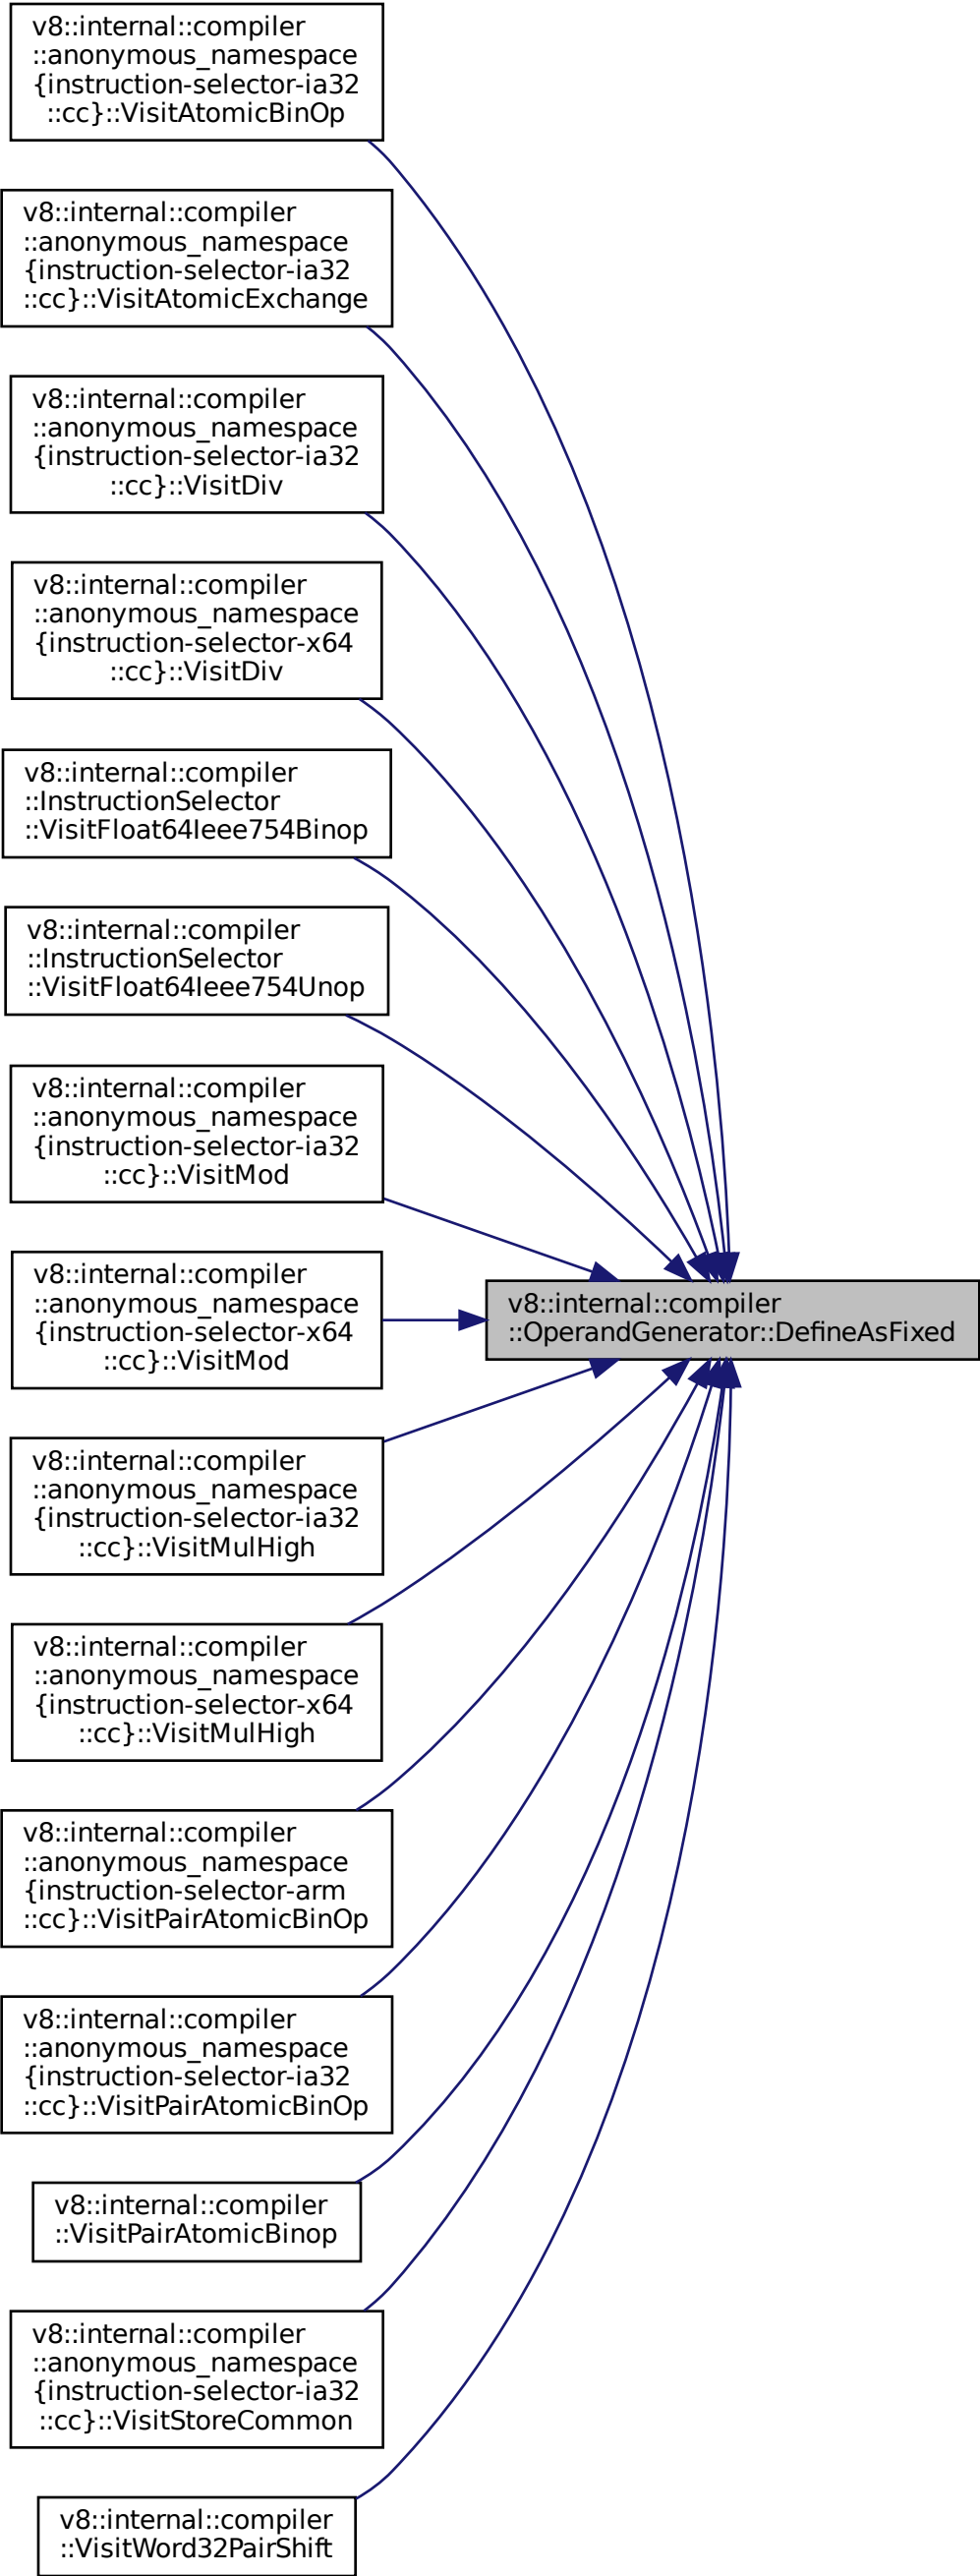 v8::internal::compiler
::anonymous_namespace
{instruction-selector-ia32
::cc}::VisitAtomicBinOp
v8::internal::compiler
::anonymous_namespace
{instruction-selector-ia32
::cc}::VisitAtomicExchange
v8::internal::compiler
::anonymous_namespace
{instruction-selector-ia32
::cc}::VisitDiv
v8::internal::compiler
::anonymous_namespace
{instruction-selector-x64
::cc}::VisitDiv
v8::internal::compiler
::InstructionSelector
::VisitFloat64Ieee754Binop
v8::internal::compiler
::InstructionSelector
::VisitFloat64Ieee754Unop
v8::internal::compiler
::anonymous_namespace
{instruction-selector-ia32
::cc}::VisitMod
v8::internal::compiler
::anonymous_namespace
{instruction-selector-x64
::cc}::VisitMod
v8::internal::compiler
::OperandGenerator::DefineAsFixed
v8::internal::compiler
::anonymous_namespace
{instruction-selector-ia32
::cc}::VisitMulHigh
v8::internal::compiler
::anonymous_namespace
{instruction-selector-x64
::cc}::VisitMulHigh
v8::internal::compiler
::anonymous_namespace
{instruction-selector-arm
::cc}::VisitPairAtomicBinOp
v8::internal::compiler
::anonymous_namespace
{instruction-selector-ia32
::cc}::VisitPairAtomicBinOp
v8::internal::compiler
::VisitPairAtomicBinop
v8::internal::compiler
::anonymous_namespace
{instruction-selector-ia32
::cc}::VisitStoreCommon
v8::internal::compiler
::VisitWord32PairShift